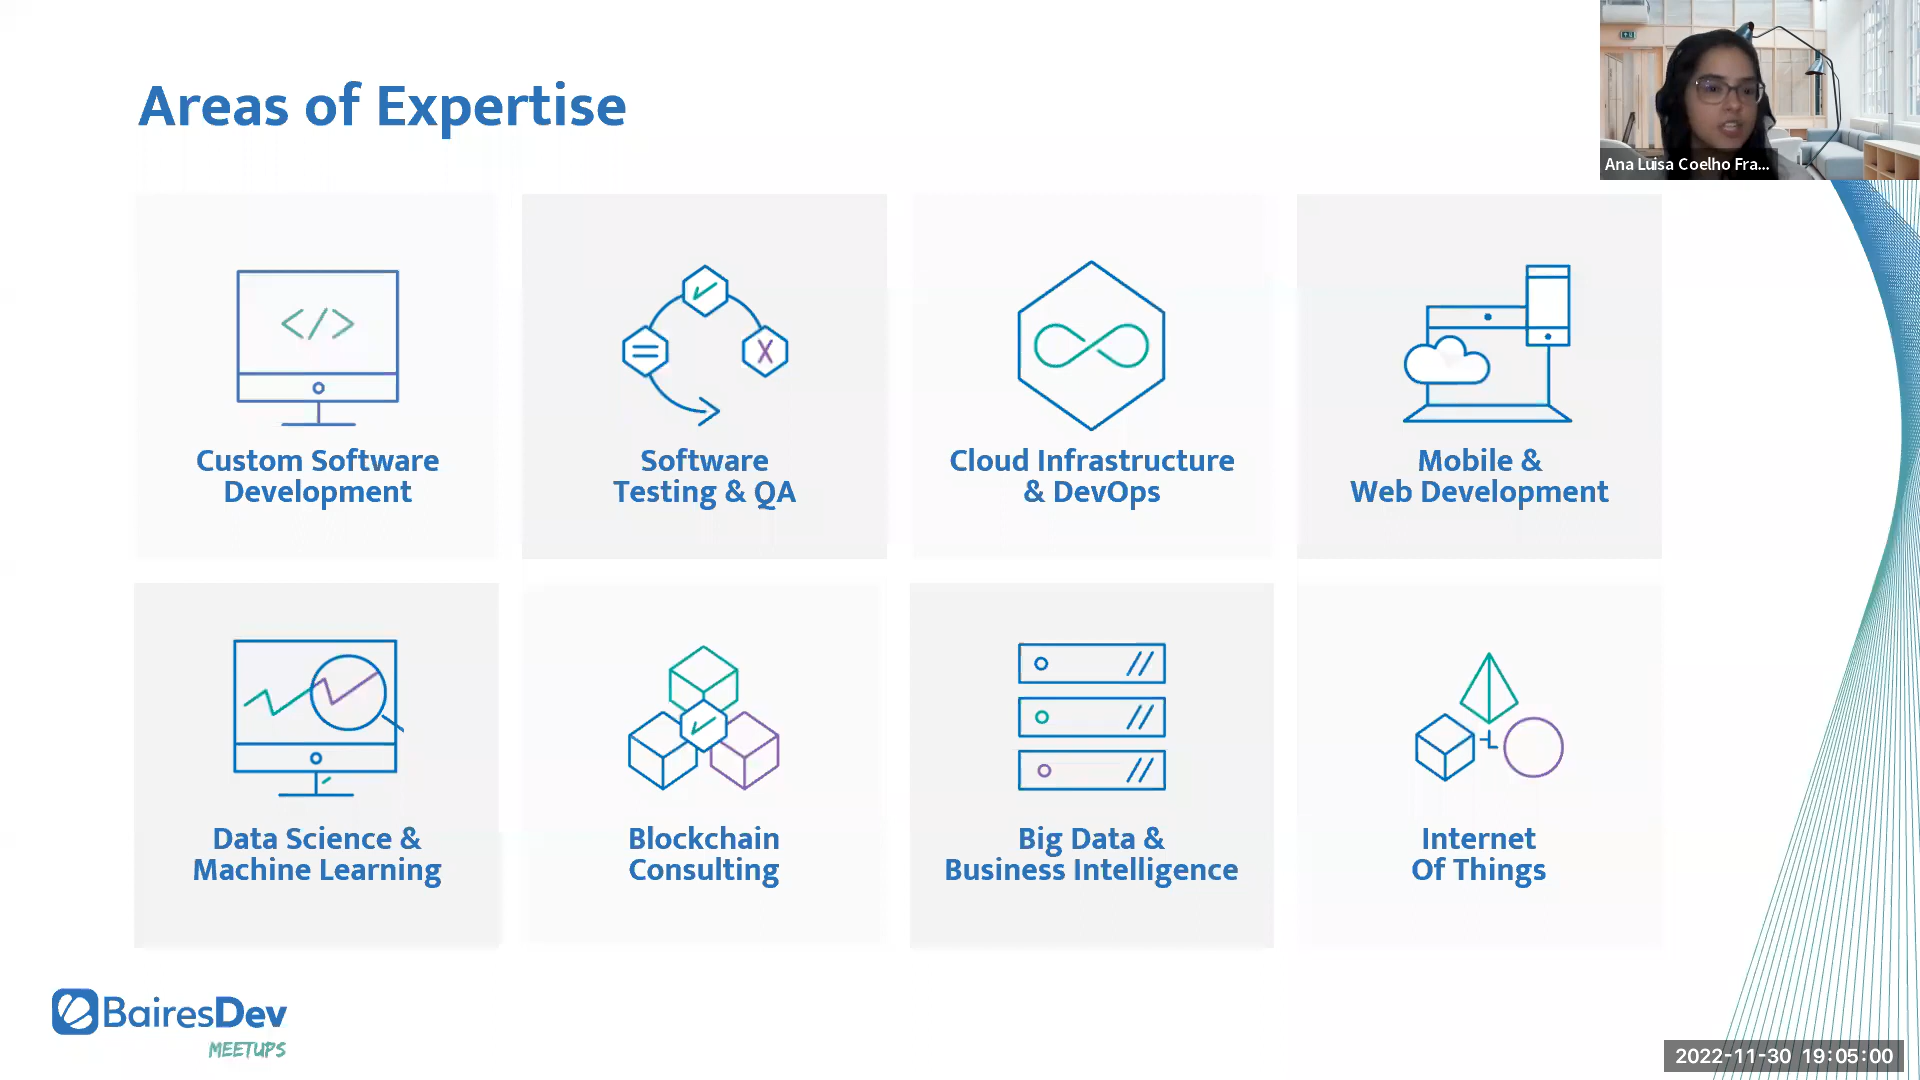 Areas of Expertise
Ana Luisa Coelho Fra...
</>
Custom Software
Development
Software
Testing & QA
Cloud Infrastructure
& DevOps
Mobile &
Web Development
Data Science &
Machine Learning
Blockchain
Consulting
Big Data &
Business Intelligence
Internet
Of Things
BairesDev
MEETUPS
2022-11-30 19:05:00